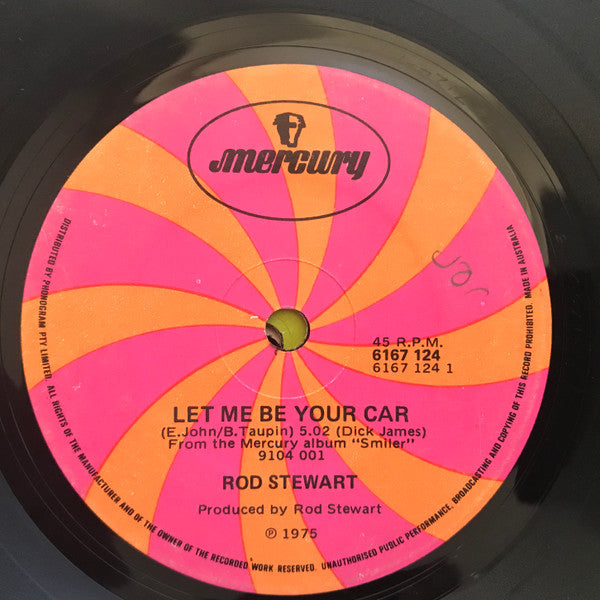 mercury
45 R.P.M.
6167 124
6167 124 1
LET ME BE YOUR CAR
(E.John/B.Taupin) 5.02 (Dick James)
From the Mercury album "Smiler"
9104 001
ROD STEWART
Produced by Rod Stewart
℗ 1975
DISTRIBUTED BY PHONOGRAM PTY LIMITED. ALL RIGHTS OF THE MANUFACTURER AND OF THE OWNER OF THE RECORDED WORK RESERVED. UNAUTHORISED PUBLIC PERFORMANCE, BROADCASTING AND COPYING OF THIS RECORD PROHIBITED. MADE IN AUSTRALIA